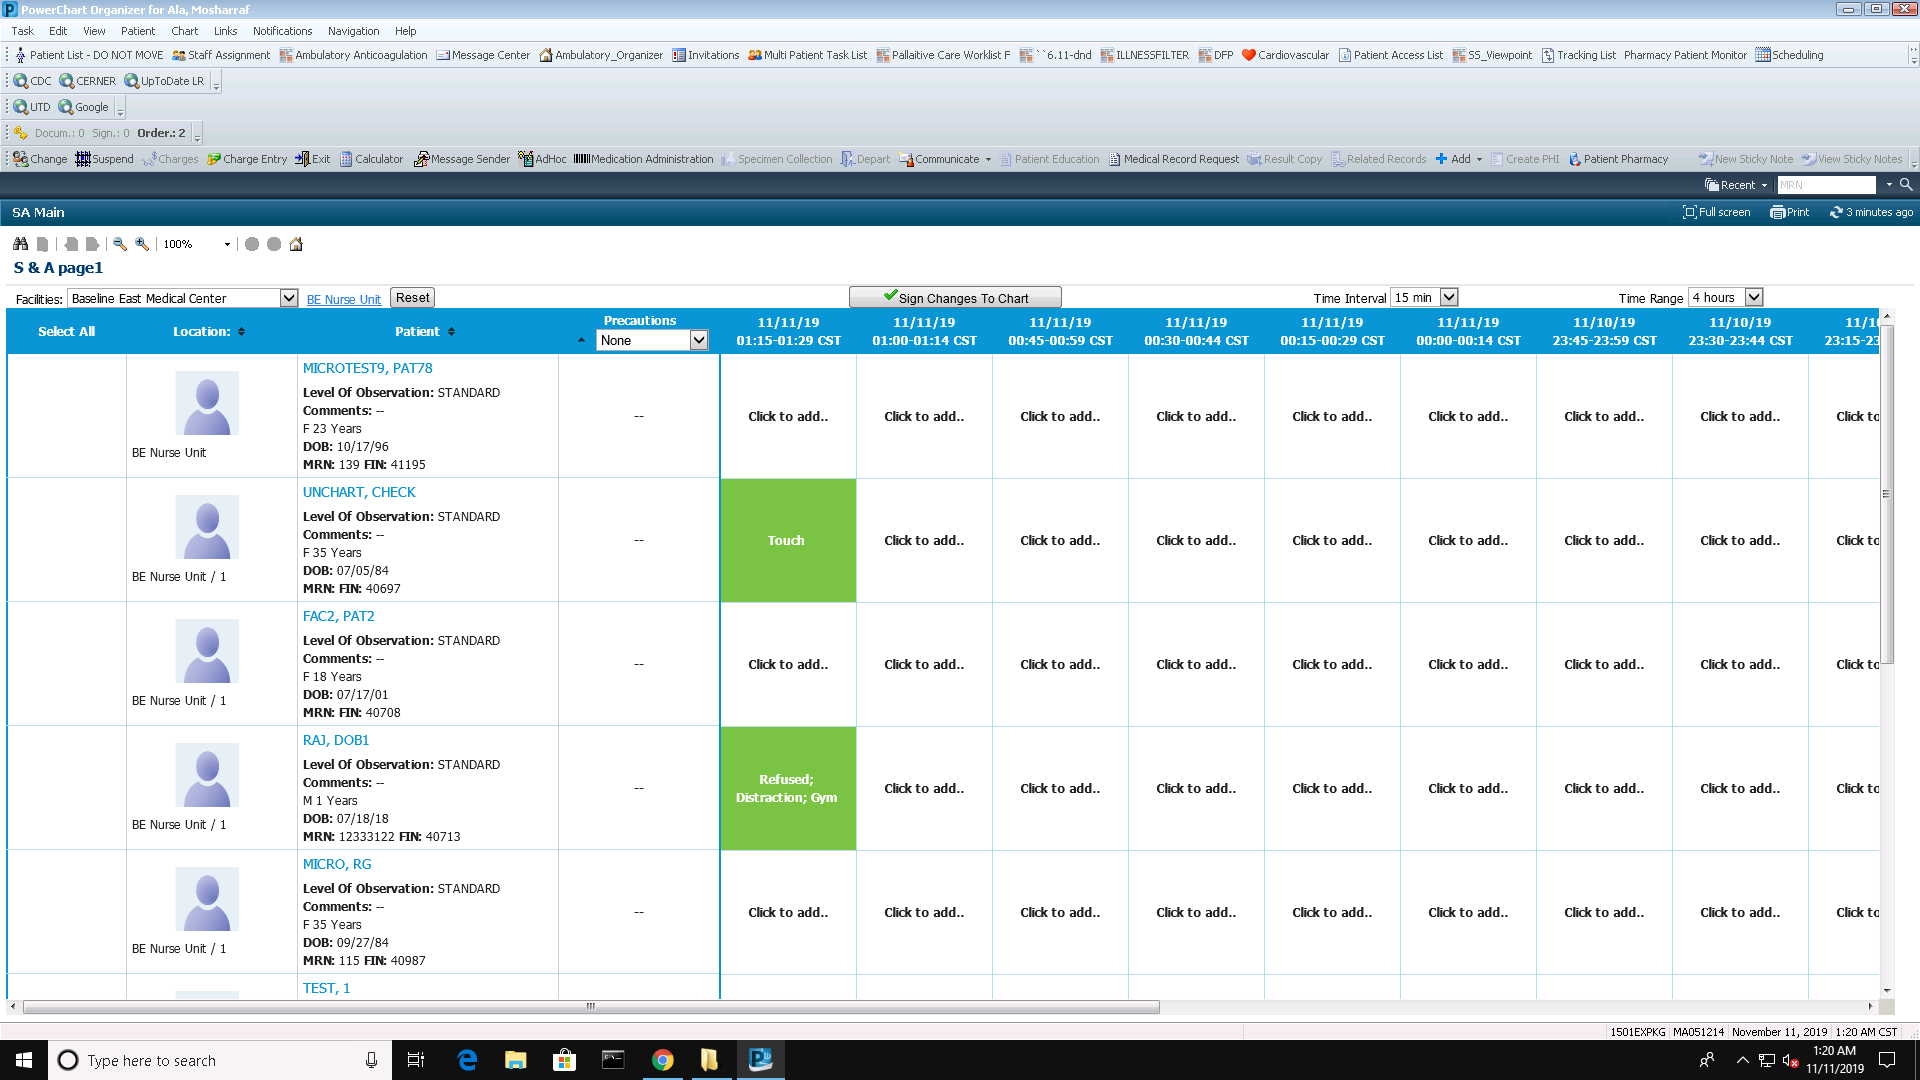 PowerChart Organizer for Ala, Mosharraf
Task Edit View Patient Chart Links Notifications Navigation Help
Patient List - DO NOT MOVE Staff Assignment Ambulatory Anticoagulation Message Center Ambulatory_Organizer Invitations Multi Patient Task List Pallaitive Care Worklist F ``6.11-dnd ILLNESSFILTER DFP Cardiovascular Patient Access List SS_Viewpoint Tracking List Pharmacy Patient Monitor Scheduling
CDC CERNER UpToDate LR
UTD Google
Docum.: 0 Sign.: 0 Order.: 2
Change Suspend Charges Charge Entry Exit Calculator Message Sender AdHoc Medication Administration Specimen Collection Depart Communicate Patient Education Medical Record Request Result Copy Related Records Add Create PHI Patient Pharmacy New Sticky Note View Sticky Notes
Recent MRN
SA Main Full screen Print 3 minutes ago
100%
S & A page1
Facilities: Baseline East Medical Center BE Nurse Unit Reset Sign Changes To Chart Time Interval 15 min Time Range 4 hours
Select All Location: Patient Precautions None
11/11/19 11/11/19 11/11/19 11/11/19 11/11/19 11/11/19 11/10/19 11/10/19 11/1
01:15-01:29 CST 01:00-01:14 CST 00:45-00:59 CST 00:30-00:44 CST 00:15-00:29 CST 00:00-00:14 CST 23:45-23:59 CST 23:30-23:44 CST 23:15-23
MICROTEST9, PAT78
Level Of Observation: STANDARD
Comments: --
F 23 Years
DOB: 10/17/96
MRN: 139 FIN: 41195
BE Nurse Unit
-- Click to add.. Click to add.. Click to add.. Click to add.. Click to add.. Click to add.. Click to add.. Click to add.. Click to
UNCHART, CHECK
Level Of Observation: STANDARD
Comments: --
F 35 Years
DOB: 07/05/84
MRN: FIN: 40697
BE Nurse Unit / 1
-- Touch Click to add.. Click to add.. Click to add.. Click to add.. Click to add.. Click to add.. Click to add.. Click to
FAC2, PAT2
Level Of Observation: STANDARD
Comments: --
F 18 Years
DOB: 07/17/01
MRN: FIN: 40708
BE Nurse Unit / 1
-- Click to add.. Click to add.. Click to add.. Click to add.. Click to add.. Click to add.. Click to add.. Click to add.. Click to
RAJ, DOB1
Level Of Observation: STANDARD
Comments: --
M 1 Years
DOB: 07/18/18
MRN: 12333122 FIN: 40713
BE Nurse Unit / 1
-- Refused; Distraction; Gym Click to add.. Click to add.. Click to add.. Click to add.. Click to add.. Click to add.. Click to add.. Click to
MICRO, RG
Level Of Observation: STANDARD
Comments: --
F 35 Years
DOB: 09/27/84
MRN: 115 FIN: 40987
BE Nurse Unit / 1
-- Click to add.. Click to add.. Click to add.. Click to add.. Click to add.. Click to add.. Click to add.. Click to add.. Click to
TEST, 1
1501EXPKG MA051214 November 11, 2019 1:20 AM CST
Type here to search
1:20 AM
11/11/2019